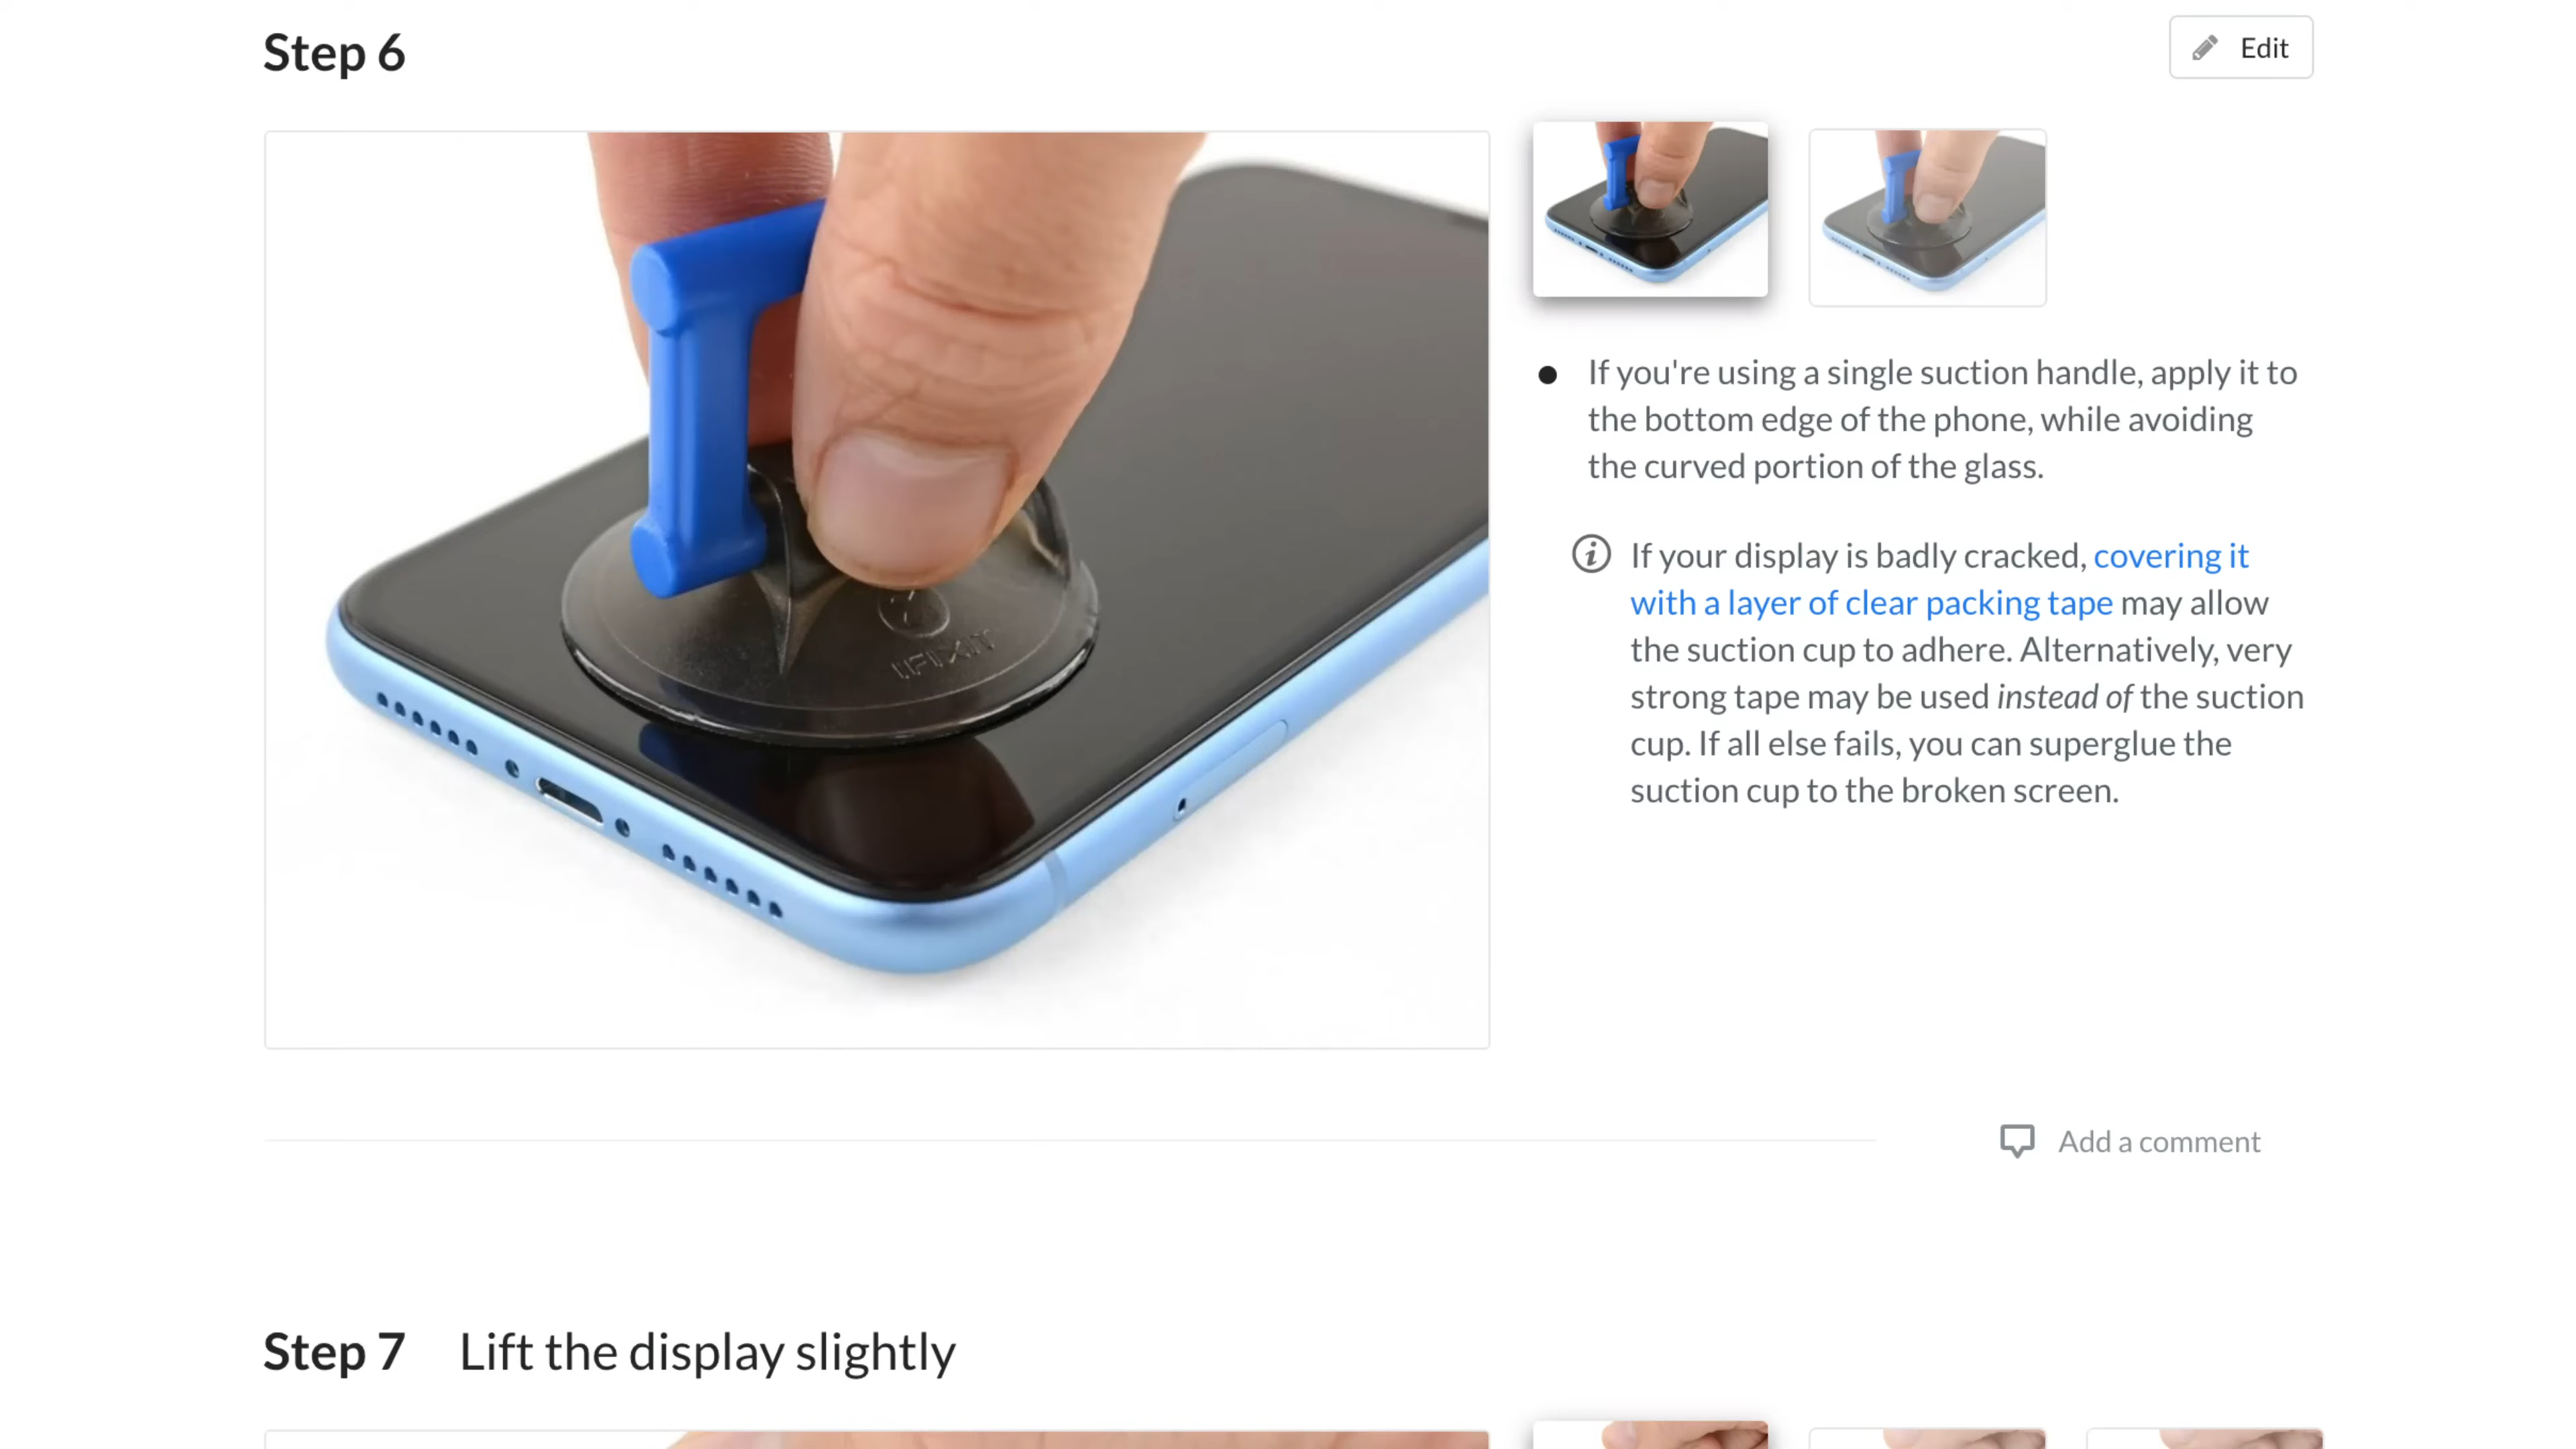 Step 6
Edit
If you're using a single suction handle, apply it to
the bottom edge of the phone, while avoiding
the curved portion of the glass.
If your display is badly cracked, covering it
with a layer of clear packing tape may allow
the suction cup to adhere. Alternatively, very
strong tape may be used instead of the suction
cup. If all else fails, you can superglue the
suction cup to the broken screen.
IFIXIT
Add a comment
Step 7 Lift the display slightly